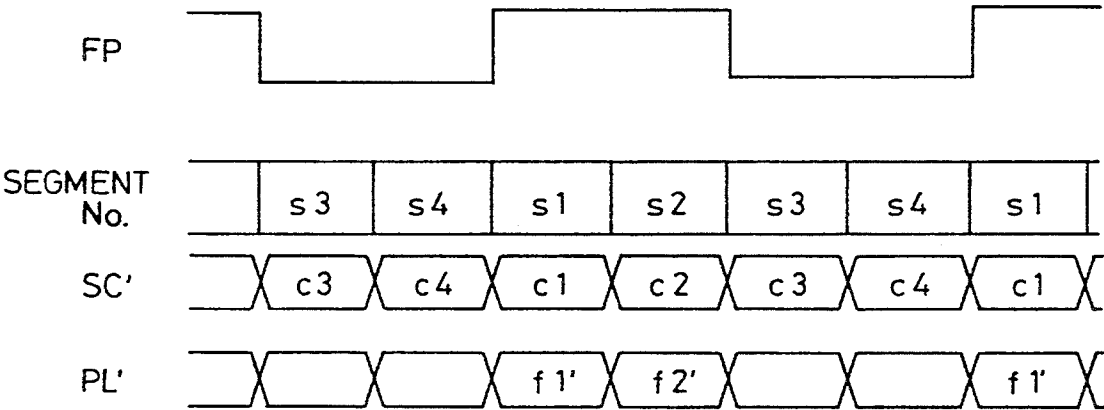 FP
SEGMENT No. s3 s4 s1 s2 s3 s4 s1
SC' c3 c4 c1 c2 c3 c4 c1
PL' f1' f2' f1'